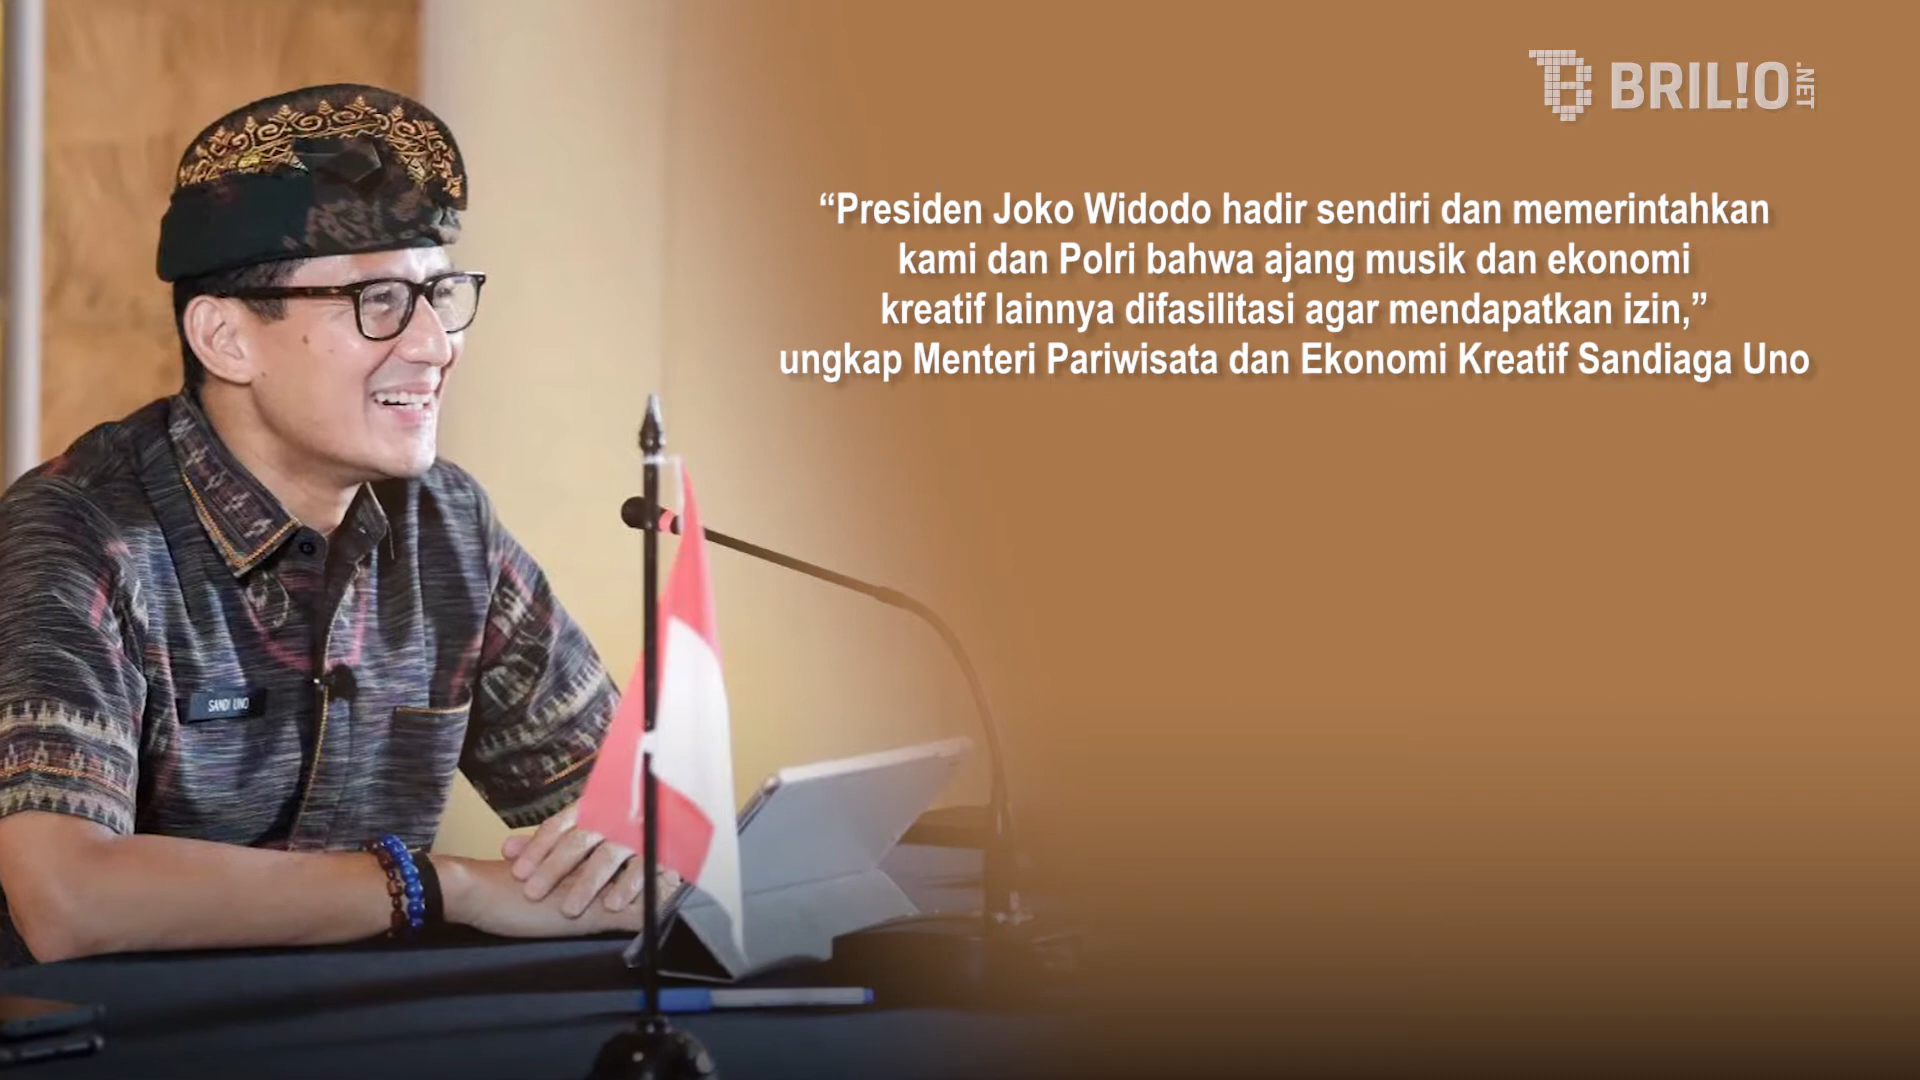 BRIL!O.NET
“Presiden Joko Widodo hadir sendiri dan memerintahkan
kami dan Polri bahwa ajang musik dan ekonomi
kreatif lainnya difasilitasi agar mendapatkan izin,”
ungkap Menteri Pariwisata dan Ekonomi Kreatif Sandiaga Uno
SANDI UNO